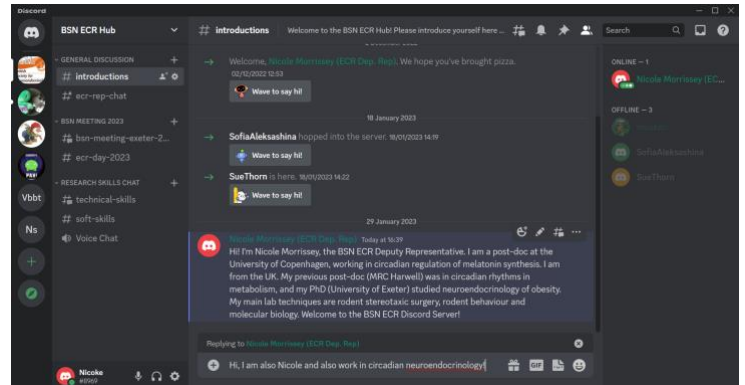 Discord
BSN ECR Hub
introductions
Welcome to the BSN ECR Hub! Please introduce yourself here ...
Search
GENERAL DISCUSSION
introductions
ecr-rep-chat
BSN MEETING 2023
bsn-meeting-exeter-2...
ecr-day-2023
RESEARCH SKILLS CHAT
technical-skills
soft-skills
Voice Chat
PAN!
Vbbt
Ns
Nicoke
#8969
Welcome, Nicole Morrissey (ECR Dep. Rep). We hope you've brought pizza.
02/12/2022 12:53
Wave to say hi!
18 January 2023
SofiaAleksashina hopped into the server. 18/01/2023 14:19
Wave to say hi!
SueThorn is here. 18/01/2023 14:22
Wave to say hi!
29 January 2023
Nicole Morrissey (ECR Dep. Rep) Today at 16:39
Hi! I'm Nicole Morrissey, the BSN ECR Deputy Representative. I am a post-doc at the
University of Copenhagen, working in circadian regulation of melatonin synthesis. I am
from the UK. My previous post-doc (MRC Harwell) was in circadian rhythms in
metabolism, and my PhD (University of Exeter) studied neuroendocrinology of obesity.
My main lab techniques are rodent stereotaxic surgery, rodent behaviour and
molecular biology. Welcome to the BSN ECR Discord Server!
Replying to Nicole Morrissey (ECR Dep. Rep)
Hi, I am also Nicole and also work in circadian neuroendocrinology!
GIF
ONLINE – 1
Nicole Morrissey (EC...
OFFLINE – 3
SofiaAleksashina
SueThorn